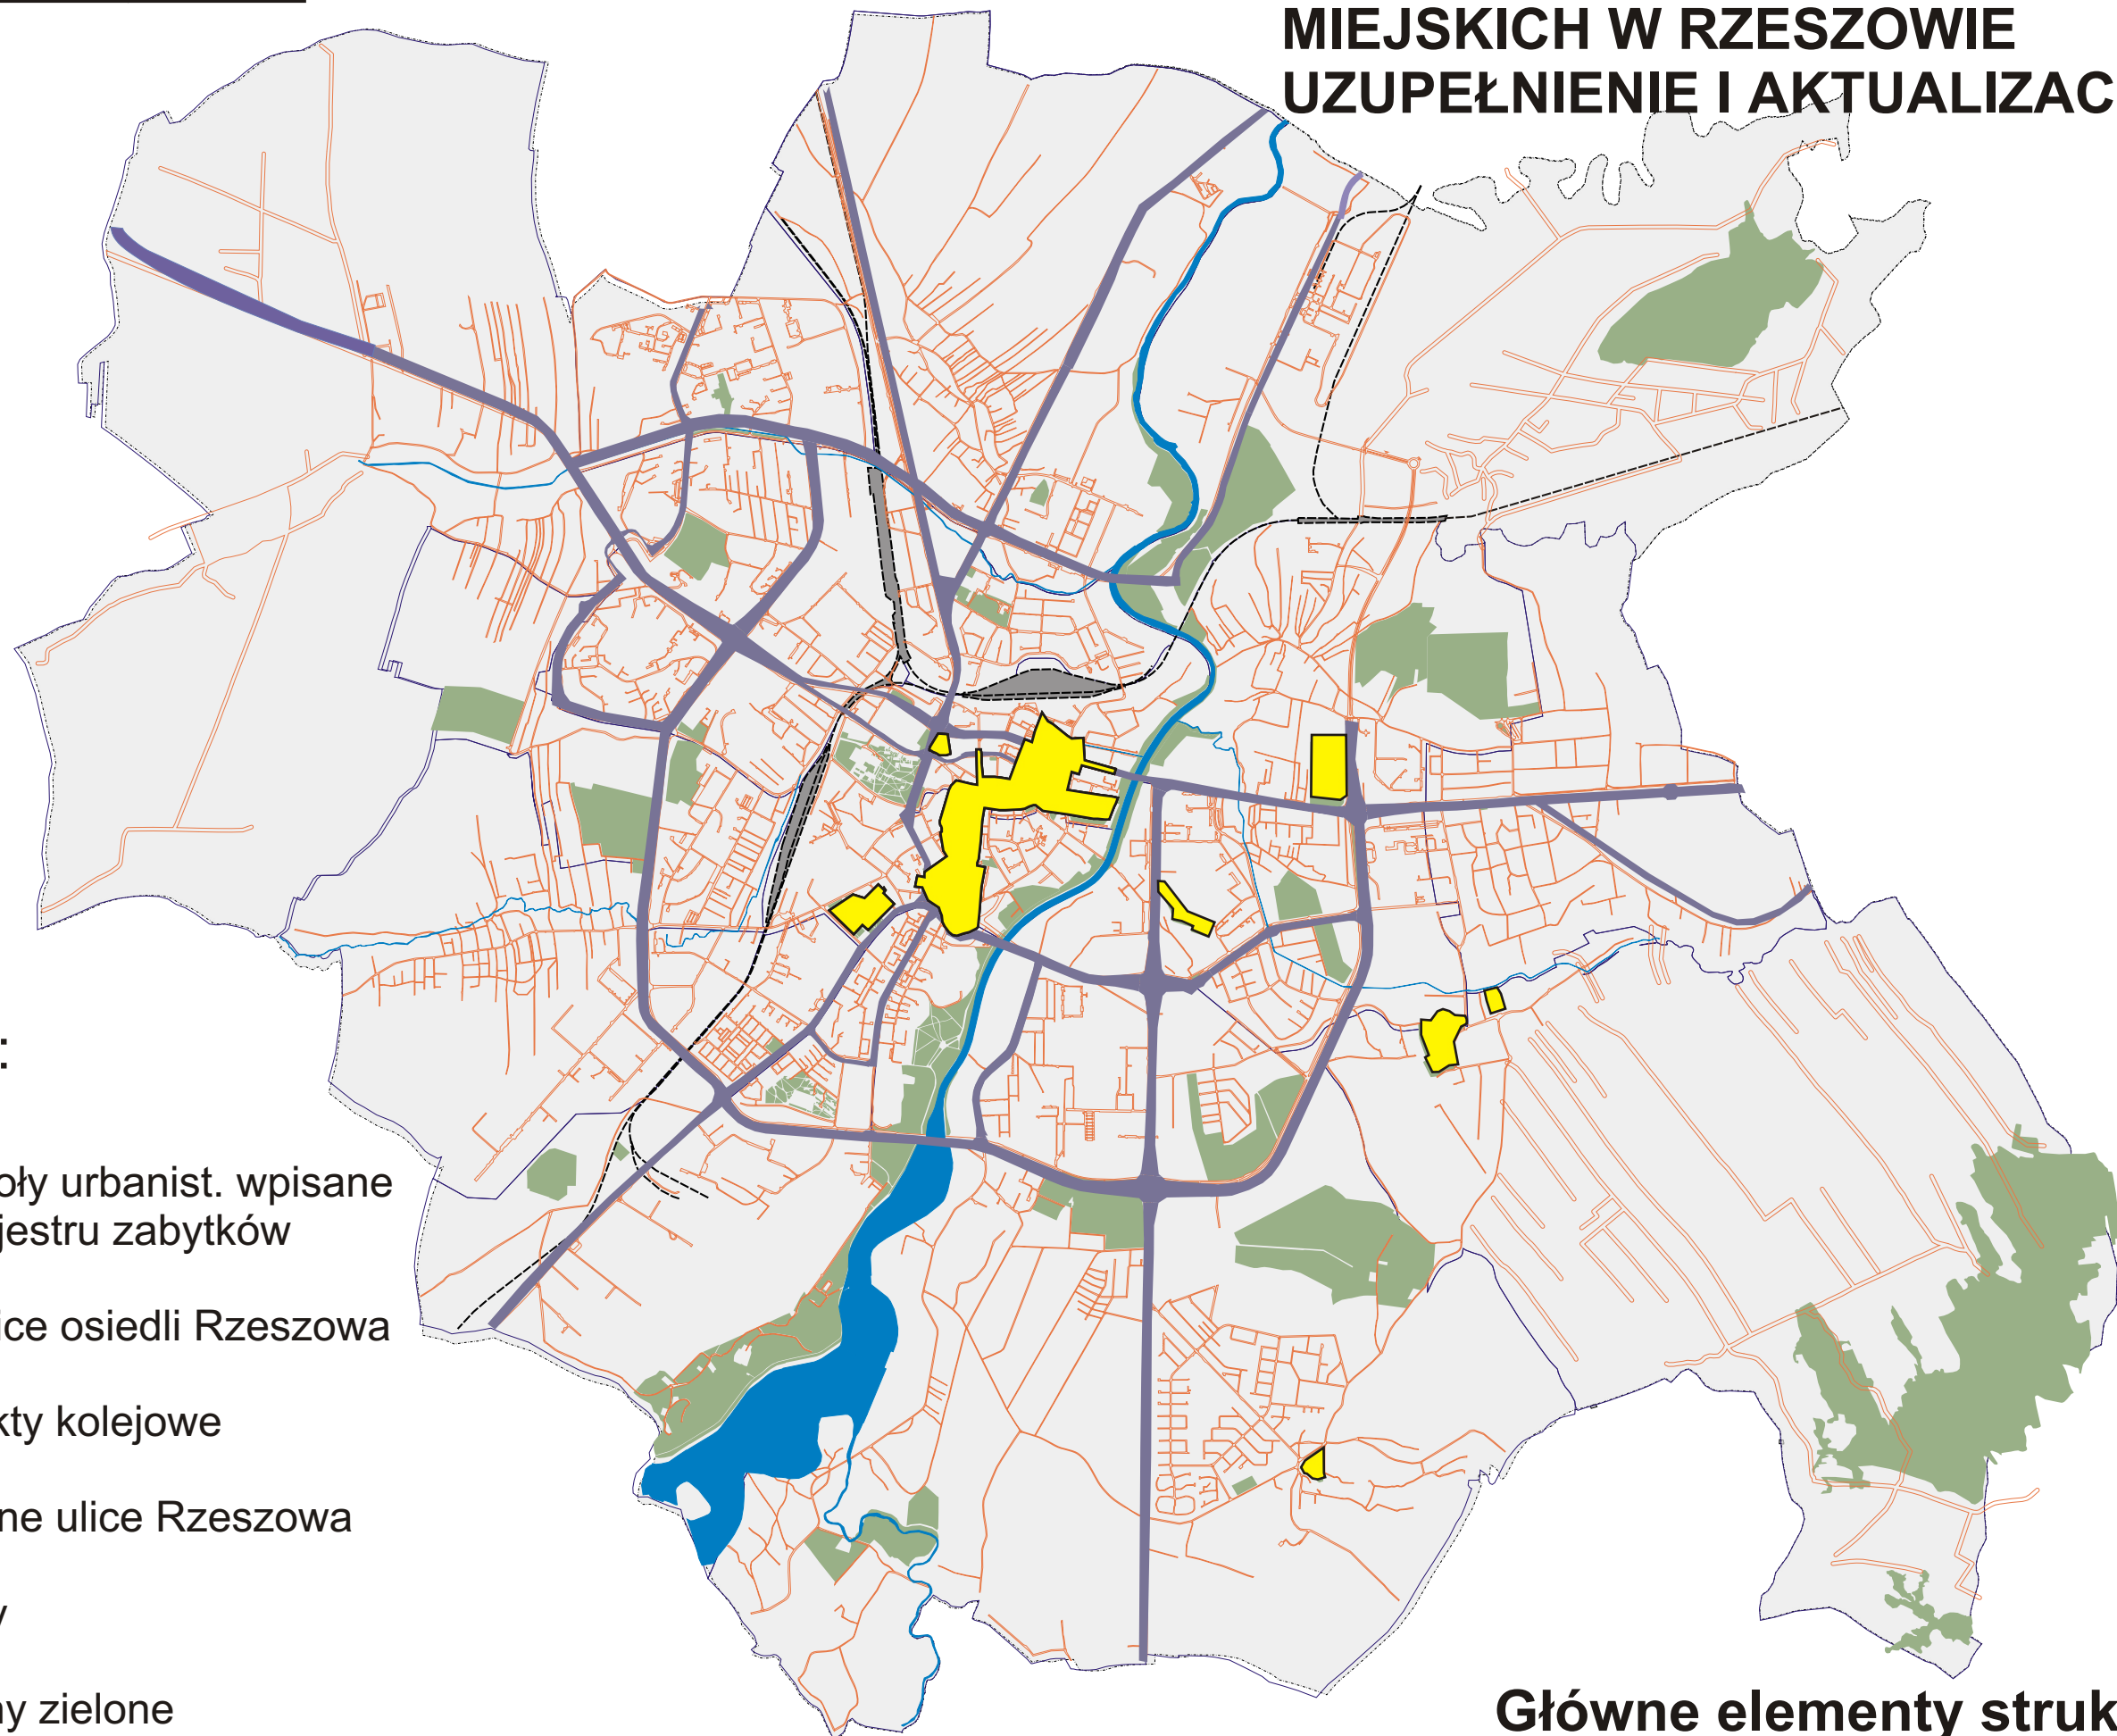 MIEJSKICH W RZESZOWIE
UZUPEŁNIENIE I AKTUALIZAC
:
oły urbanist. wpisane
jestru zabytków
ice osiedli Rzeszowa
kty kolejowe
ne ulice Rzeszowa
y
ny zielone
Główne elementy struk